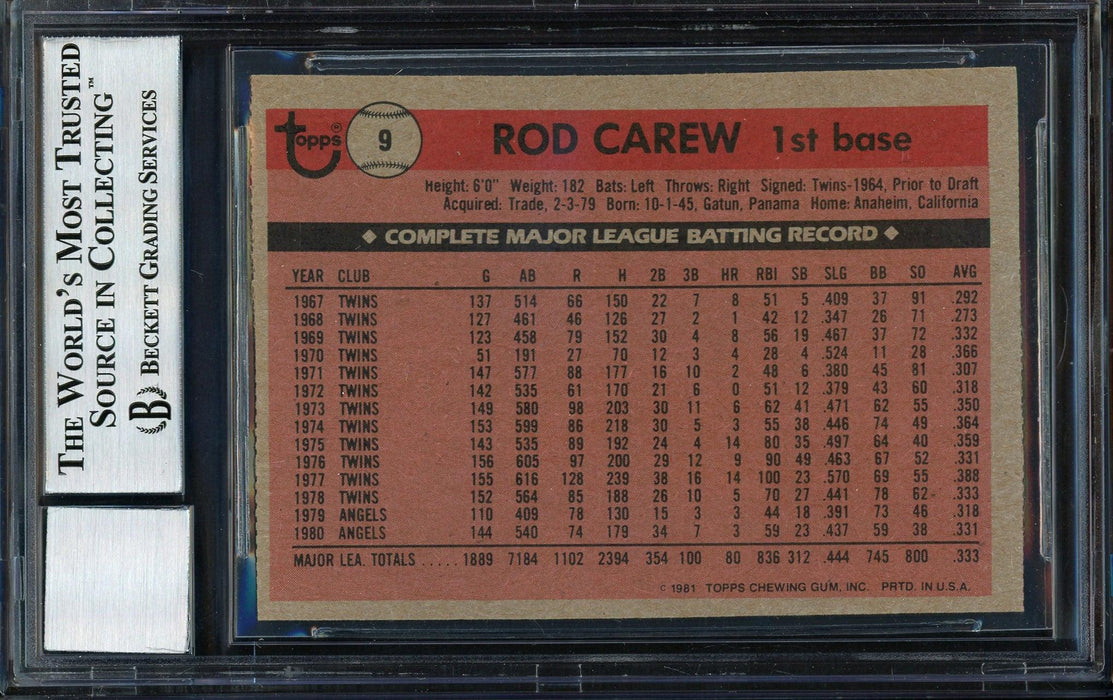 THE WORLD'S MOST TRUSTED
SOURCE IN COLLECTING™
BECKETT GRADING SERVICES
B
topps®
9
ROD CAREW 1st base
Height: 6'0" Weight: 182 Bats: Left Throws: Right Signed: Twins-1964, Prior to Draft
Acquired: Trade, 2-3-79 Born: 10-1-45, Gatun, Panama Home: Anaheim, California
◆ COMPLETE MAJOR LEAGUE BATTING RECORD ◆
YEAR CLUB G AB R H 2B 3B HR RBI SB SLG BB SO AVG
1967 TWINS 137 514 66 150 22 7 8 51 5 .409 37 91 .292
1968 TWINS 127 461 46 126 27 2 1 42 12 .347 26 71 .273
1969 TWINS 123 458 79 152 30 4 8 56 19 .467 37 72 .332
1970 TWINS 51 191 27 70 12 3 4 28 4 .524 11 28 .366
1971 TWINS 147 577 88 177 16 10 2 48 6 .380 45 81 .307
1972 TWINS 142 535 61 170 21 6 0 51 12 .379 43 60 .318
1973 TWINS 149 580 98 203 30 11 6 62 41 .471 62 55 .350
1974 TWINS 153 599 86 218 30 5 3 55 38 .446 74 49 .364
1975 TWINS 143 535 89 192 24 4 14 80 35 .497 64 40 .359
1976 TWINS 156 605 97 200 29 12 9 90 49 .463 67 52 .331
1977 TWINS 155 616 128 239 38 16 14 100 23 .570 69 55 .388
1978 TWINS 152 564 85 188 26 10 5 70 27 .441 78 62 .333
1979 ANGELS 110 409 78 130 15 3 3 44 18 .391 73 46 .318
1980 ANGELS 144 540 74 179 34 7 3 59 23 .437 59 38 .331
MAJOR LEA. TOTALS ..... 1889 7184 1102 2394 354 100 80 836 312 .444 745 800 .333
© 1981 TOPPS CHEWING GUM, INC. PRTD. IN U.S.A.